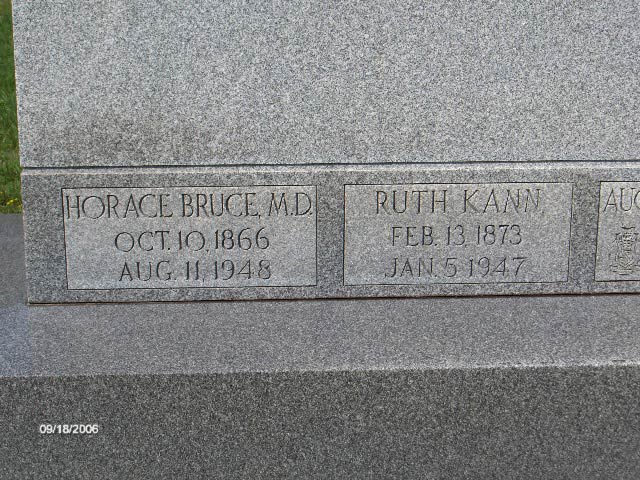 HORACE BRUCE, M.D.
OCT. 10, 1866
AUG. 11, 1948
RUTH KANN
FEB. 13, 1873
JAN. 5 1947
09/18/2006